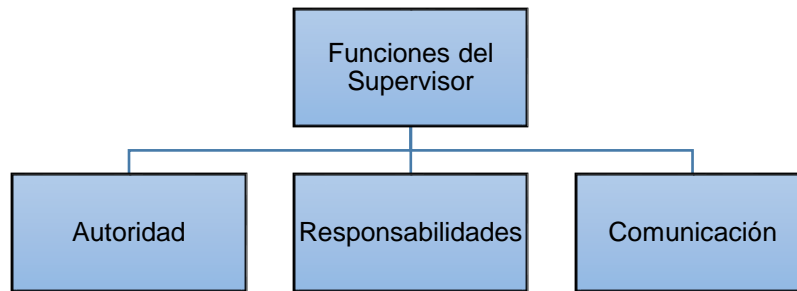 Funciones del
Supervisor
Autoridad
Responsabilidades
Comunicación